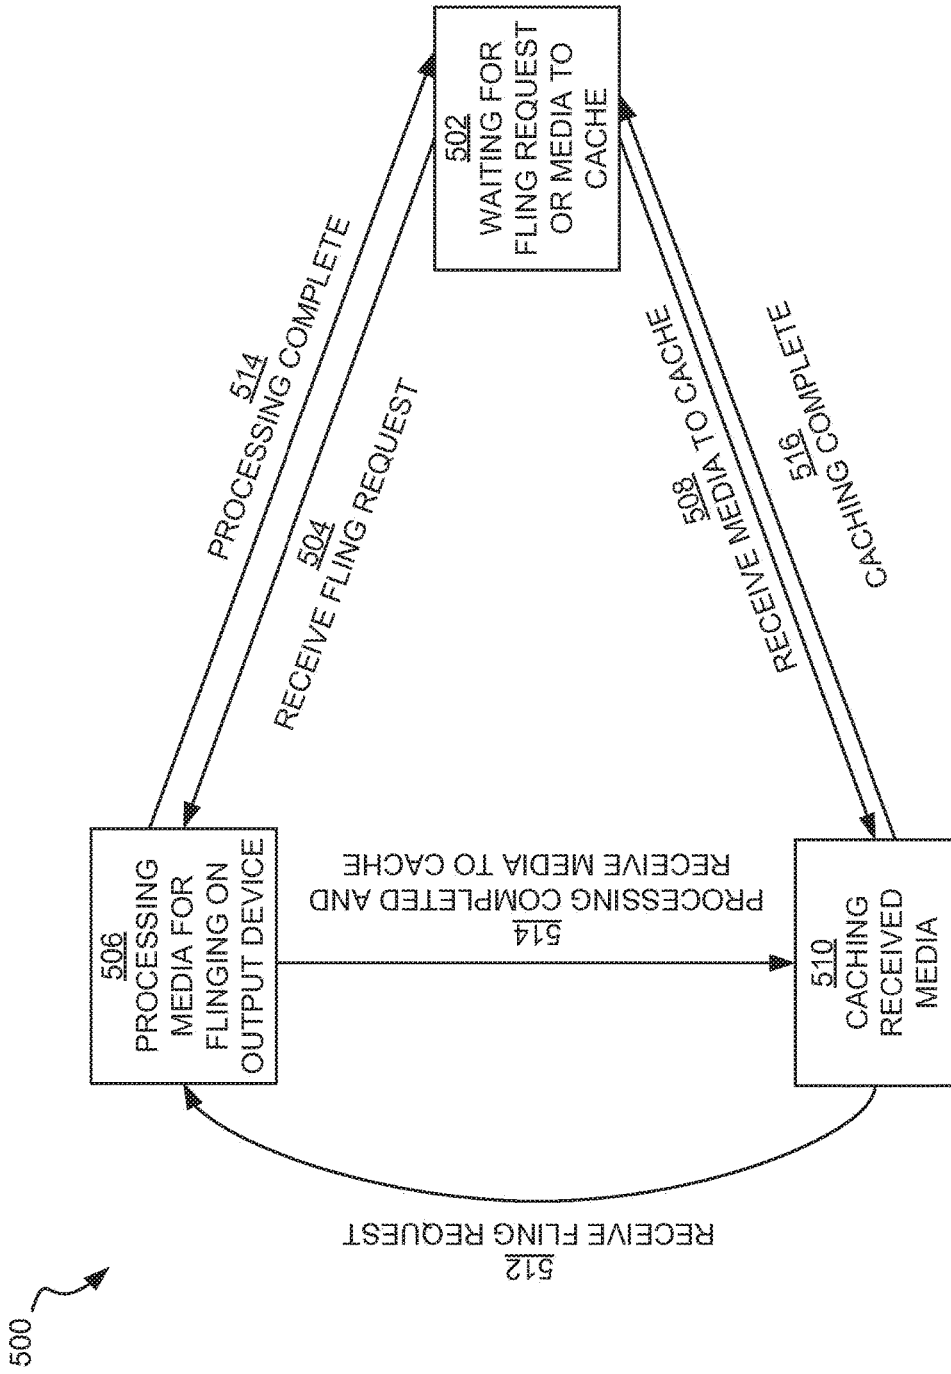 500
502
WAITING FOR
FLING REQUEST
OR MEDIA TO
CACHE
514
PROCESSING COMPLETE
504
RECEIVE FLING REQUEST
508
RECEIVE MEDIA TO CACHE
516
CACHING COMPLETE
506
PROCESSING
MEDIA FOR
FLINGING ON
OUTPUT DEVICE
514
PROCESSING COMPLETED AND
RECEIVE MEDIA TO CACHE
510
CACHING
RECEIVED
MEDIA
512
RECEIVE FLING REQUEST